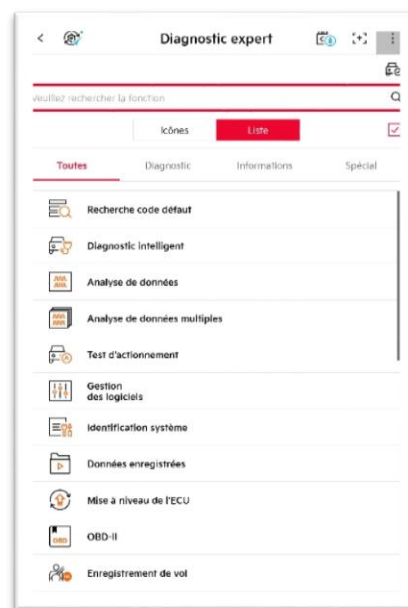 Diagnostic expert
Veuillez rechercher la fonction
Icônes Liste
Toutes Diagnostic Informations Spécial
Recherche code défaut
Diagnostic intelligent
Analyse de données
Analyse de données multiples
Test d'actionnement
Gestion
des logiciels
Identification système
Données enregistrées
Mise à niveau de l'ECU
OBD
OBD-II
Enregistrement de vol